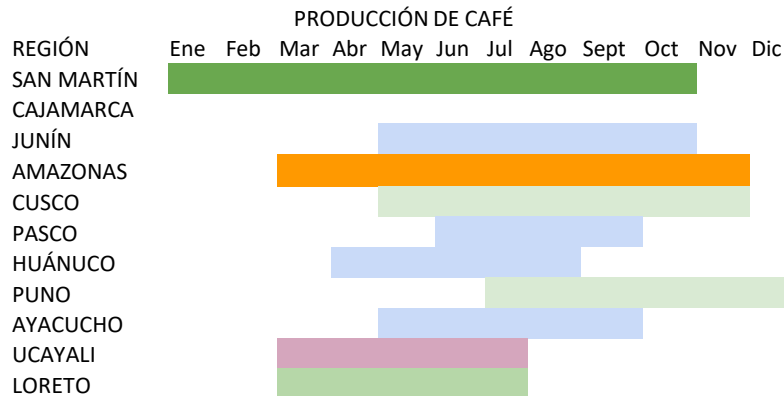 PRODUCCIÓN DE CAFÉ
REGIÓN Ene Feb Mar Abr May Jun Jul Ago Sept Oct Nov Dic
SAN MARTÍN
CAJAMARCA
JUNÍN
AMAZONAS
CUSCO
PASCO
HUÁNUCO
PUNO
AYACUCHO
UCAYALI
LORETO